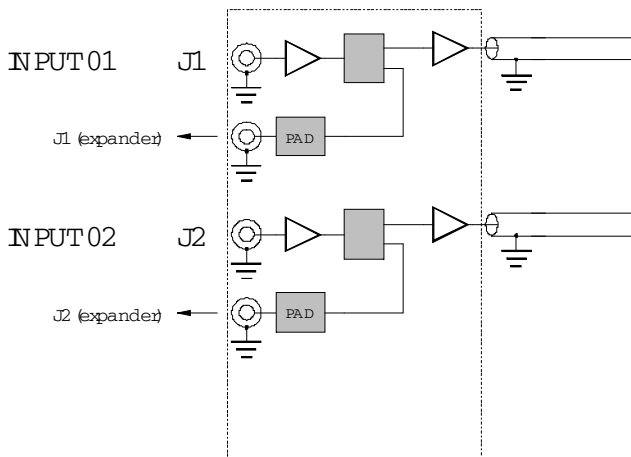 INPUT01 J1
PAD
J1 (expander)
INPUT02 J2
PAD
J2 (expander)